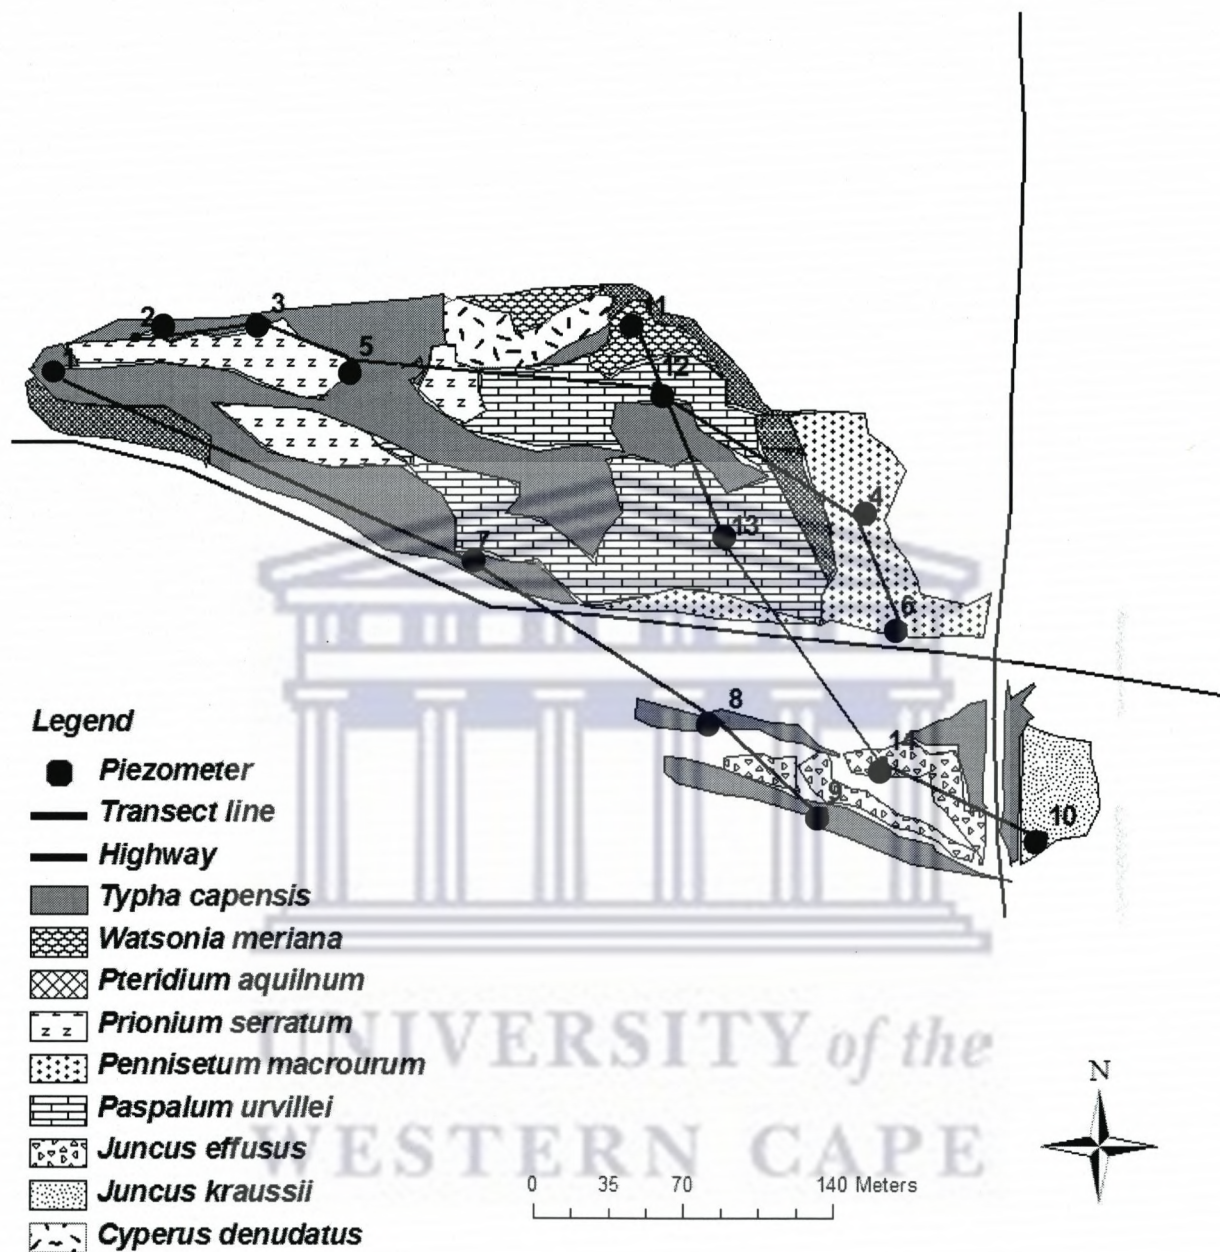 2
3
11
1
5
12
4
13
7
6
8
14
9
10
Legend
Piezometer
Transect line
Highway
Typha capensis
Watsonia meriana
Pteridium aquilnum
Prionium serratum
Pennisetum macrourum
Paspalum urvillei
Juncus effusus
Juncus kraussii
Cyperus denudatus
UNIVERSITY of the
WESTERN CAPE
N
0 35 70 140 Meters